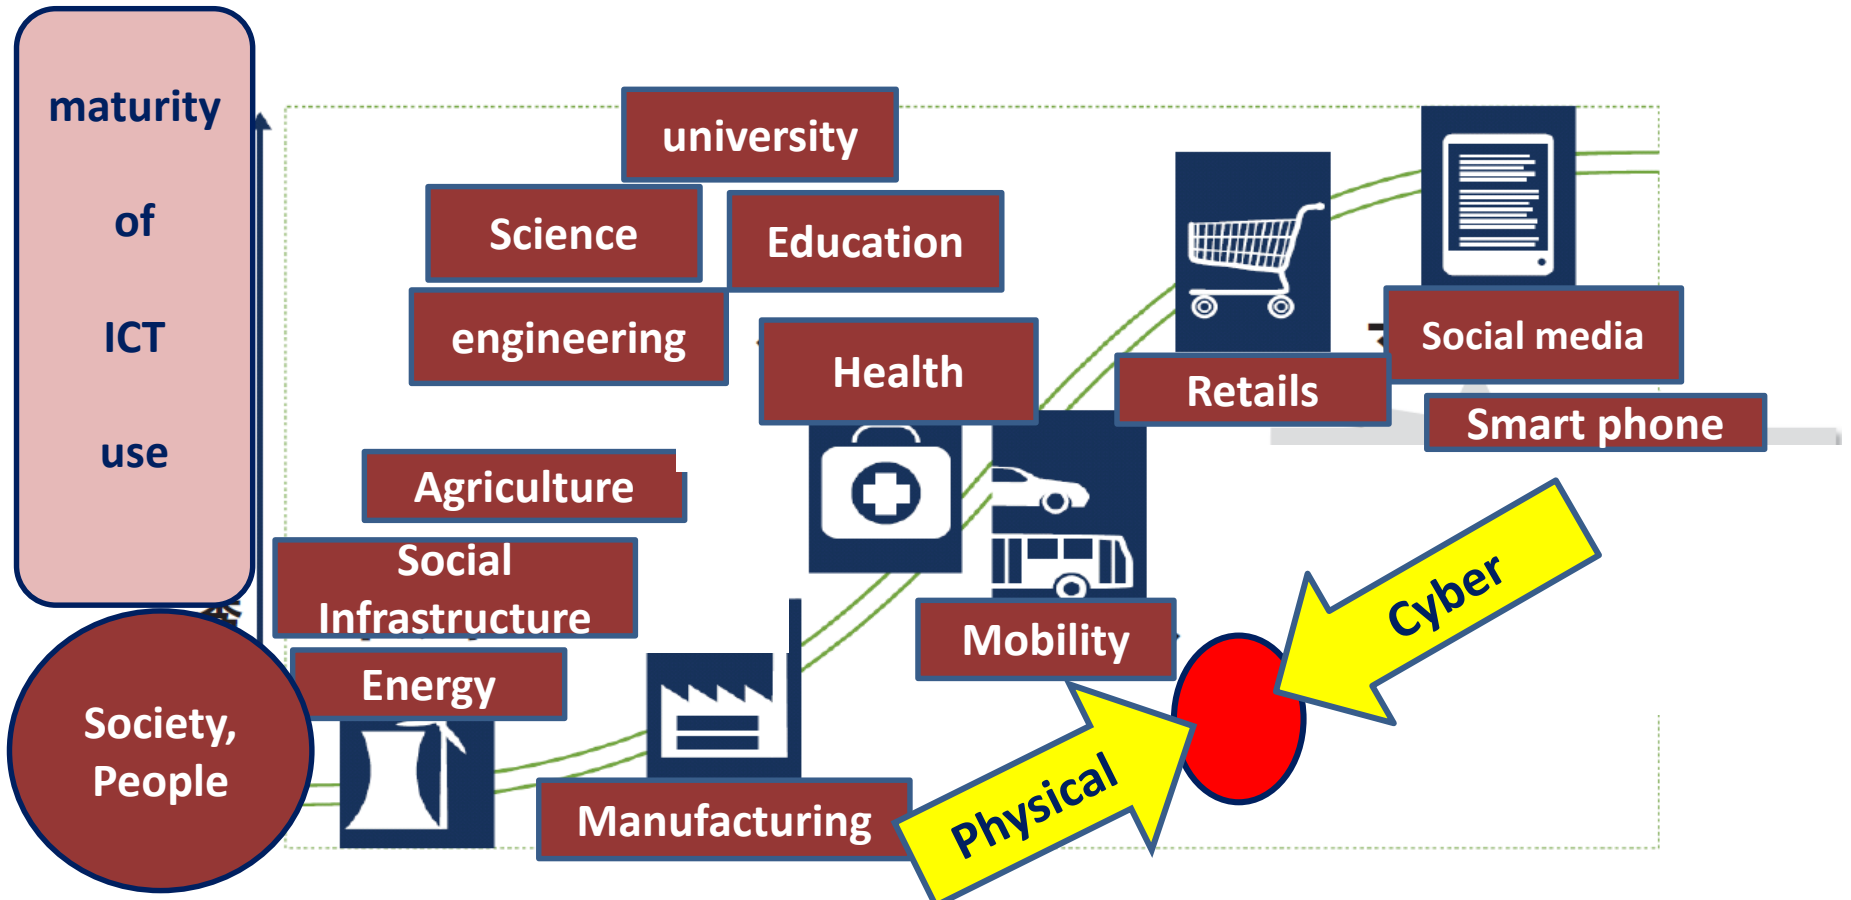 maturity
of
ICT
use
university
Science
Education
engineering
Health
Social media
Retails
Smart phone
Agriculture
Social
Infrastructure
Energy
Mobility
Cyber
Society,
People
Manufacturing
Physical